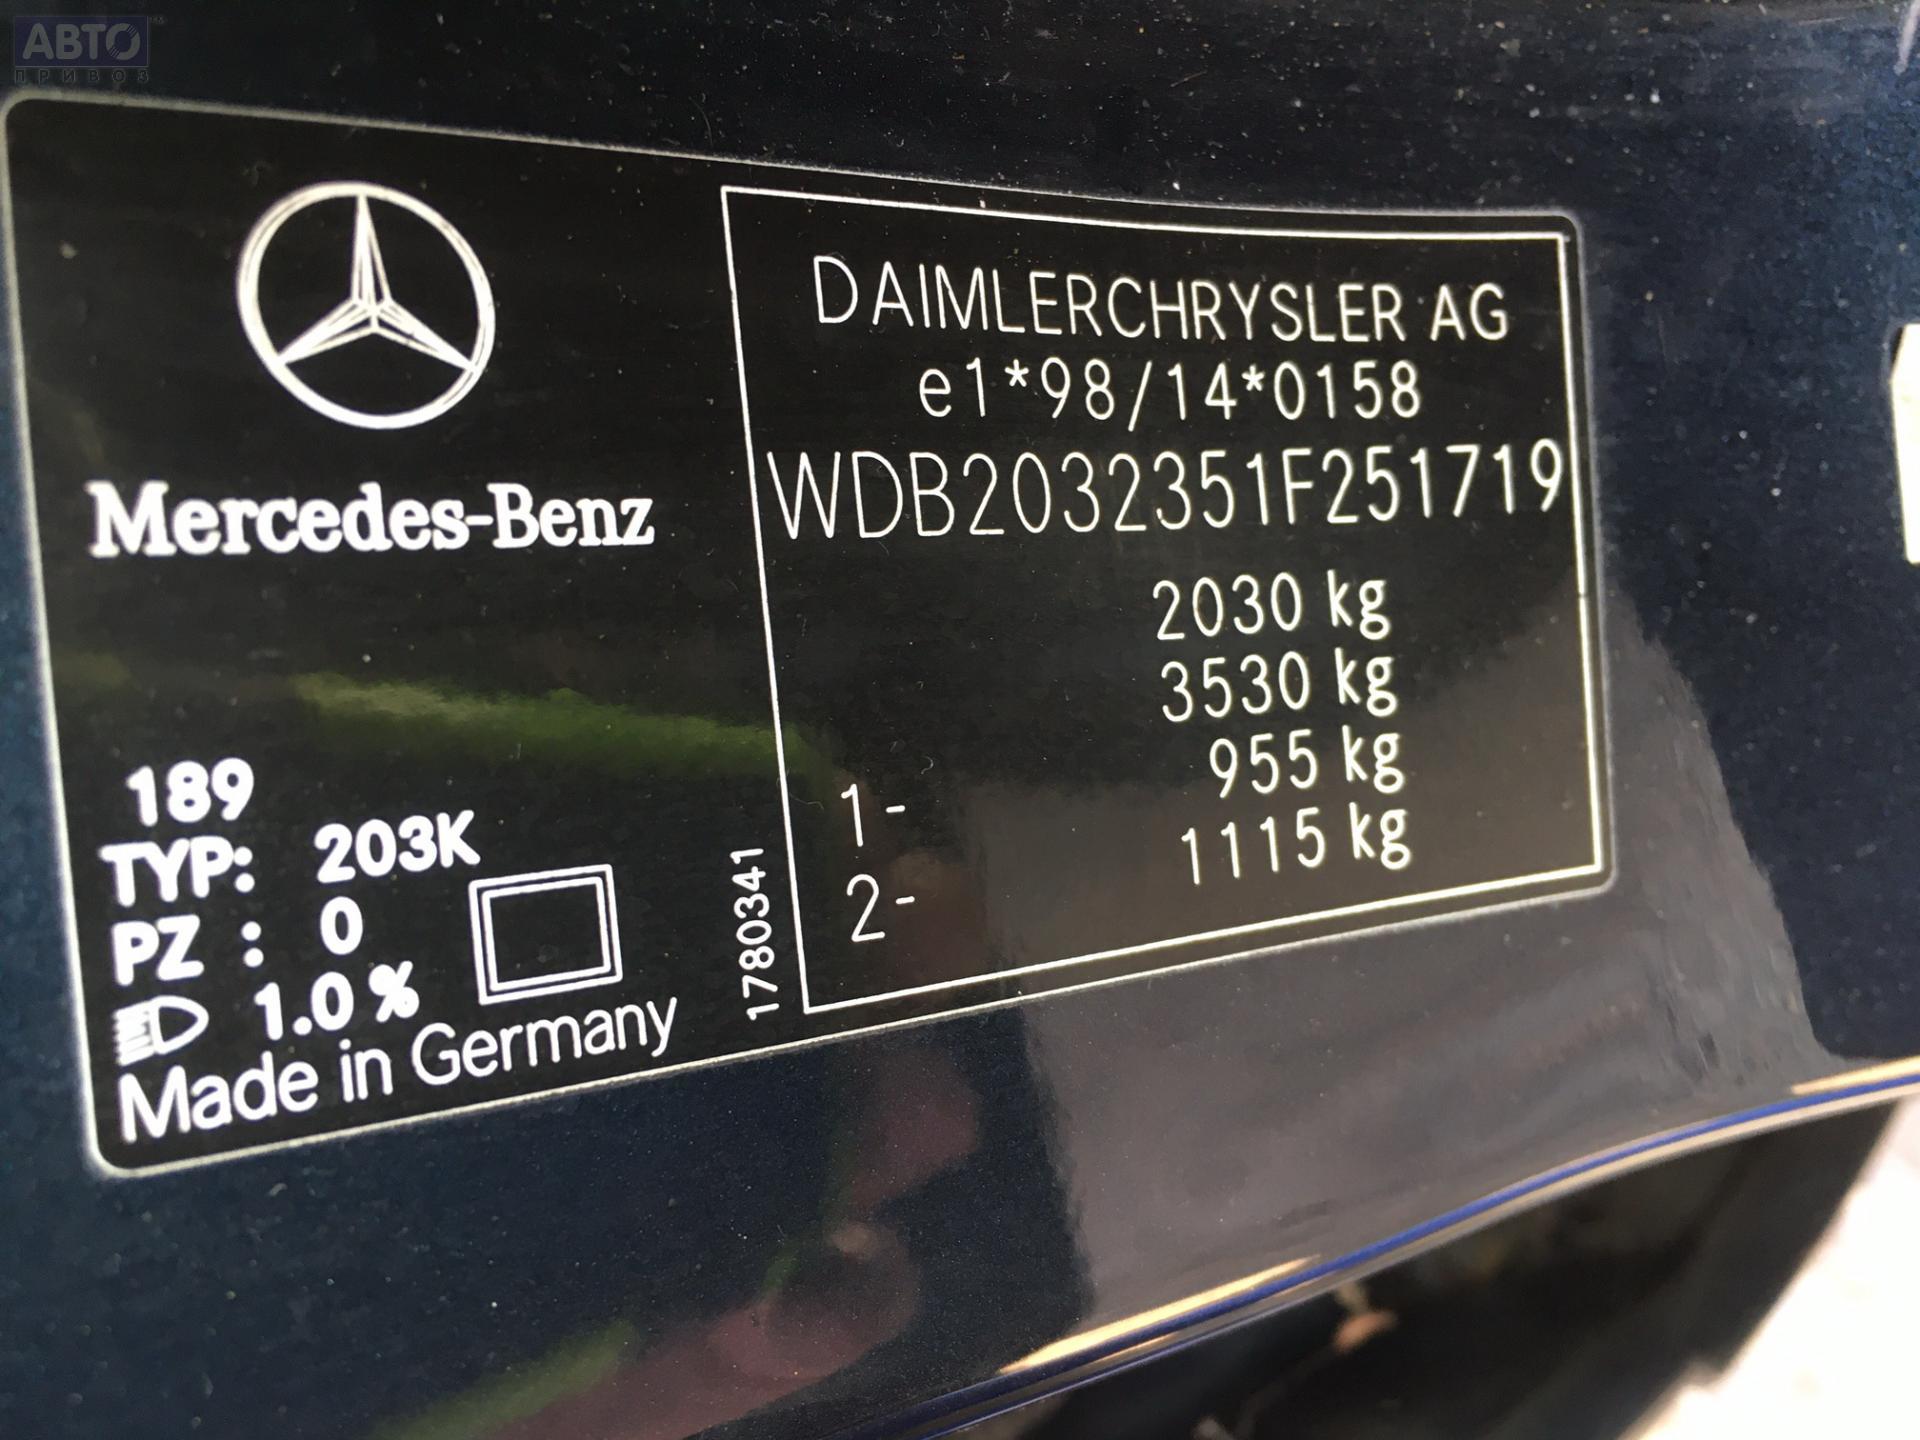 АВТО
ПРИВОЗ
Mercedes-Benz
189
TYP: 203K
PZ : 0
1.0 %
Made in Germany
1780341
DAIMLERCHRYSLER AG
e1*98/14*0158
WDB2032351F251719
2030 kg
3530 kg
1- 955 kg
2- 1115 kg